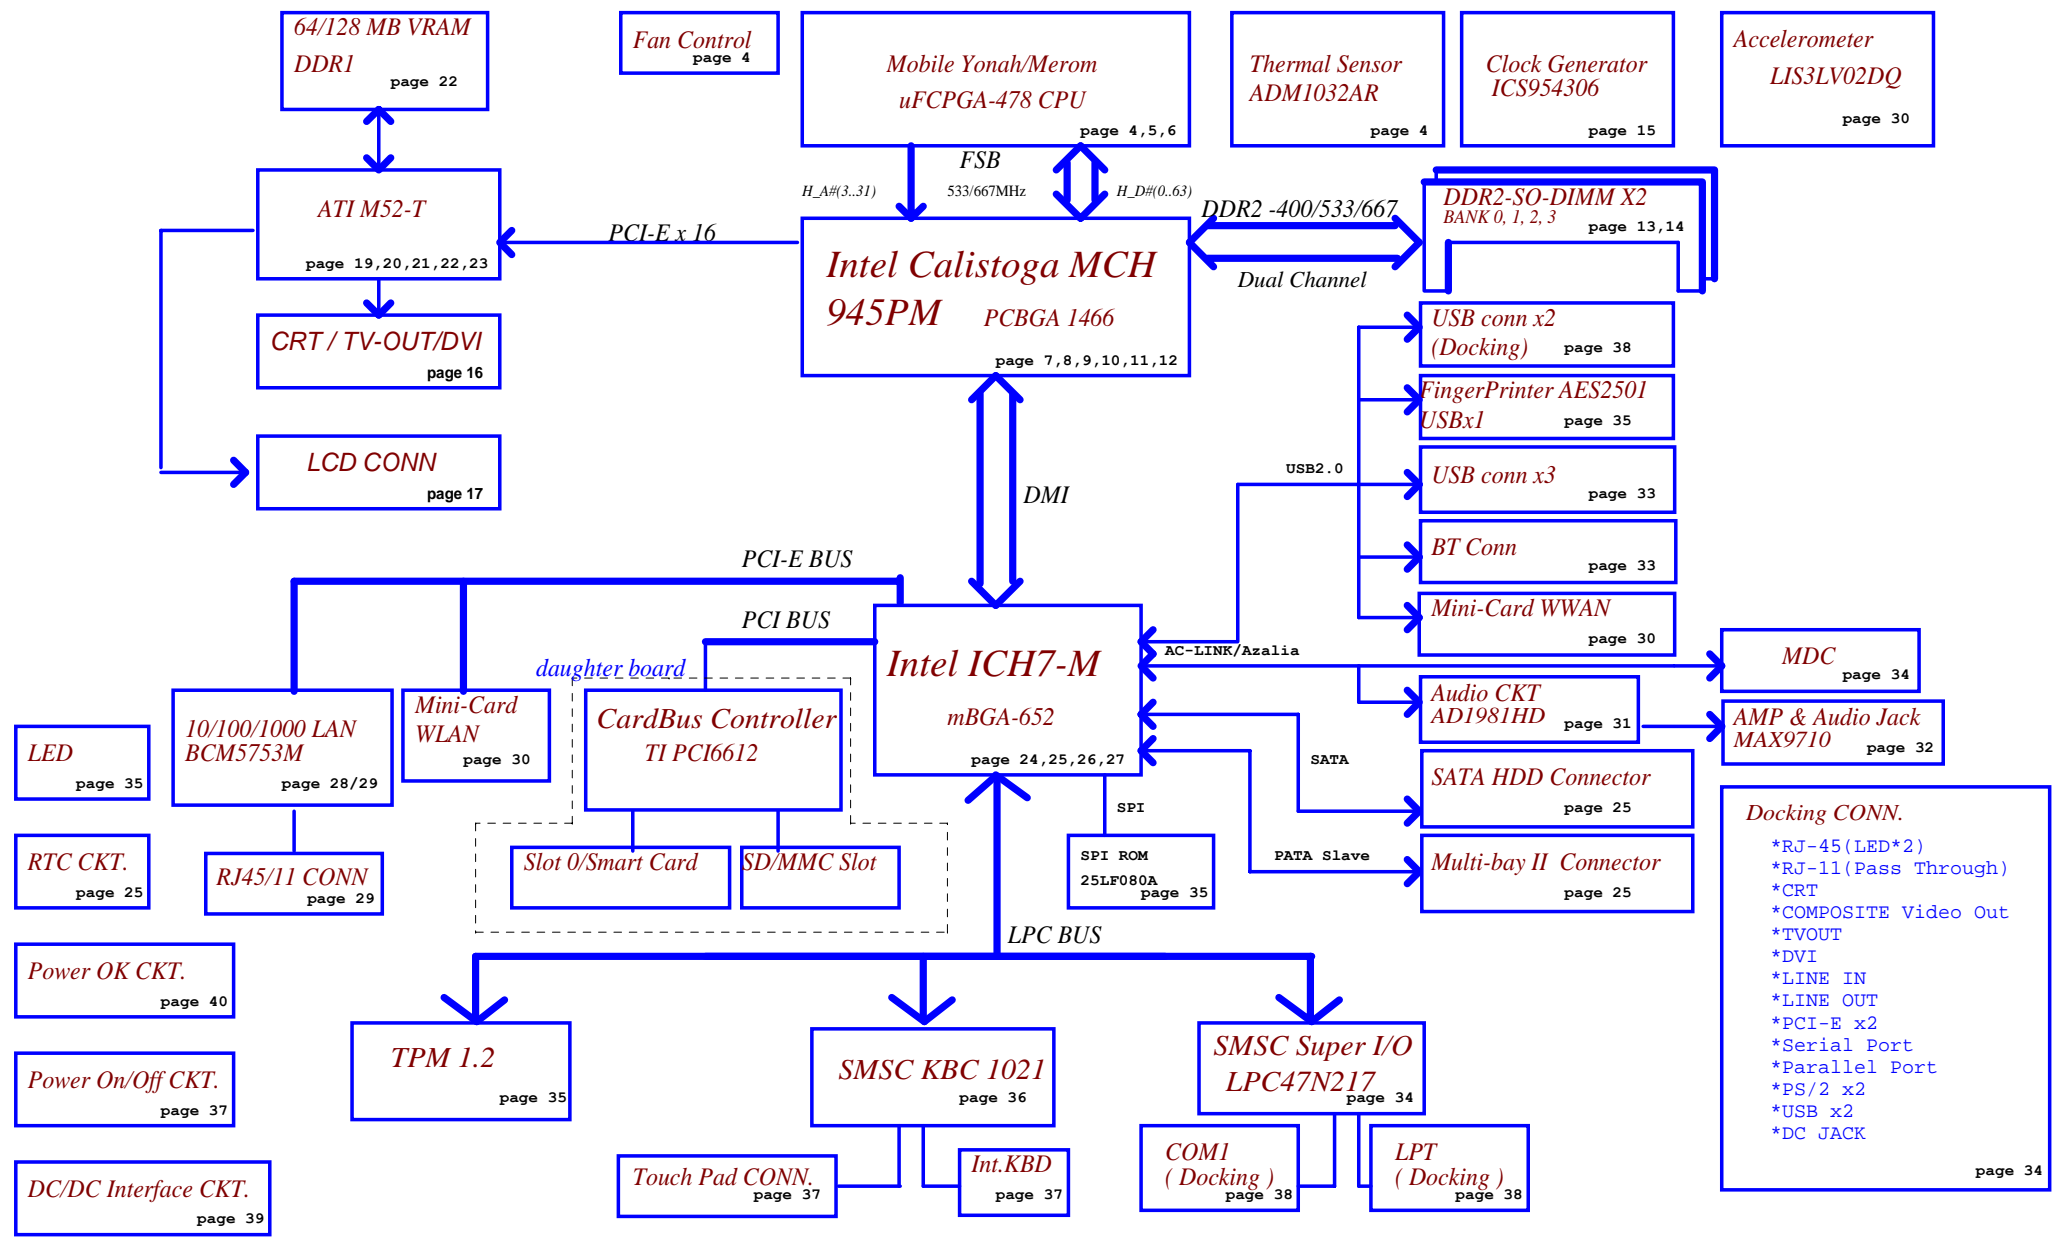 64/128 MB VRAM
DDR1
page 22
Fan Control
page 4
Mobile Yonah/Merom
uFCPGA-478 CPU
page 4,5,6
Thermal Sensor
ADM1032AR
page 4
Clock Generator
ICS954306
page 15
Accelerometer
LIS3LV02DQ
page 30
FSB
H_A#(3..31)
533/667MHz
H_D#(0..63)
ATI M52-T
page 19,20,21,22,23
PCI-E x 16
Intel Calistoga MCH
945PM
PCBGA 1466
page 7,8,9,10,11,12
DDR2 -400/533/667
Dual Channel
DDR2-SO-DIMM X2
BANK 0, 1, 2, 3
page 13,14
CRT / TV-OUT/DVI
page 16
LCD CONN
page 17
USB conn x2
(Docking)
page 38
FingerPrinter AES2501
USBx1
page 35
USB2.0
USB conn x3
page 33
BT Conn
page 33
Mini-Card WWAN
page 30
DMI
PCI-E BUS
PCI BUS
daughter board
Intel ICH7-M
mBGA-652
page 24,25,26,27
AC-LINK/Azalia
MDC
page 34
Audio CKT
AD1981HD
page 31
AMP & Audio Jack
MAX9710
page 32
SATA
SATA HDD Connector
page 25
PATA Slave
Multi-bay II Connector
page 25
LED
page 35
10/100/1000 LAN
BCM5753M
page 28/29
Mini-Card
WLAN
page 30
CardBus Controller
TI PCI6612
Slot 0/Smart Card
SD/MMC Slot
SPI
SPI ROM
25LF080A
page 35
RTC CKT.
page 25
RJ45/11 CONN
page 29
Docking CONN.
*RJ-45(LED*2)
*RJ-11(Pass Through)
*CRT
*COMPOSITE Video Out
*TVOUT
*DVI
*LINE IN
*LINE OUT
*PCI-E x2
*Serial Port
*Parallel Port
*PS/2 x2
*USB x2
*DC JACK
page 34
LPC BUS
Power OK CKT.
page 40
Power On/Off CKT.
page 37
DC/DC Interface CKT.
page 39
TPM 1.2
page 35
SMSC KBC 1021
page 36
SMSC Super I/O
LPC47N217
page 34
Touch Pad CONN.
page 37
Int.KBD
page 37
COM1
( Docking )
page 38
LPT
( Docking )
page 38